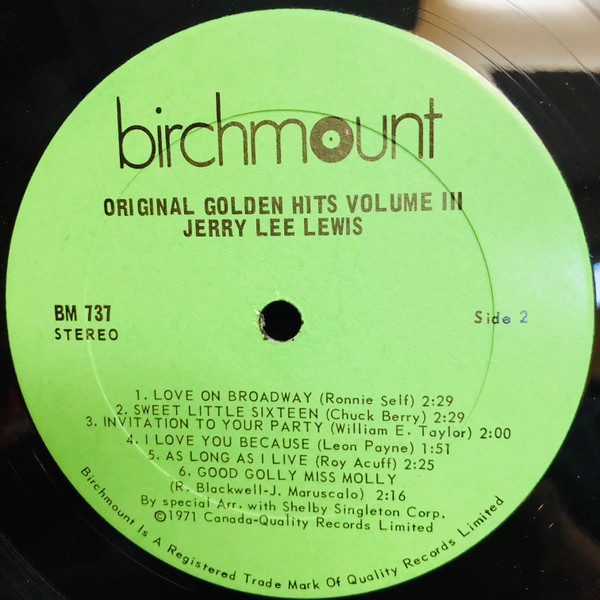 birchmount
ORIGINAL GOLDEN HITS VOLUME III
JERRY LEE LEWIS
BM 737
STEREO
Side 2
1. LOVE ON BROADWAY (Ronnie Self) 2:29
2. SWEET LITTLE SIXTEEN (Chuck Berry) 2:29
3. INVITATION TO YOUR PARTY (William E. Taylor) 2:00
4. I LOVE YOU BECAUSE (Leon Payne) 1:51
5. AS LONG AS I LIVE (Roy Acuff) 2:25
6. GOOD GOLLY MISS MOLLY
(R. Blackwell-J. Maruscalo) 2:16
By special Arr. with Shelby Singleton Corp.
©1971 Canada-Quality Records Limited
Birchmount Is A Registered Trade Mark Of Quality Records Limited